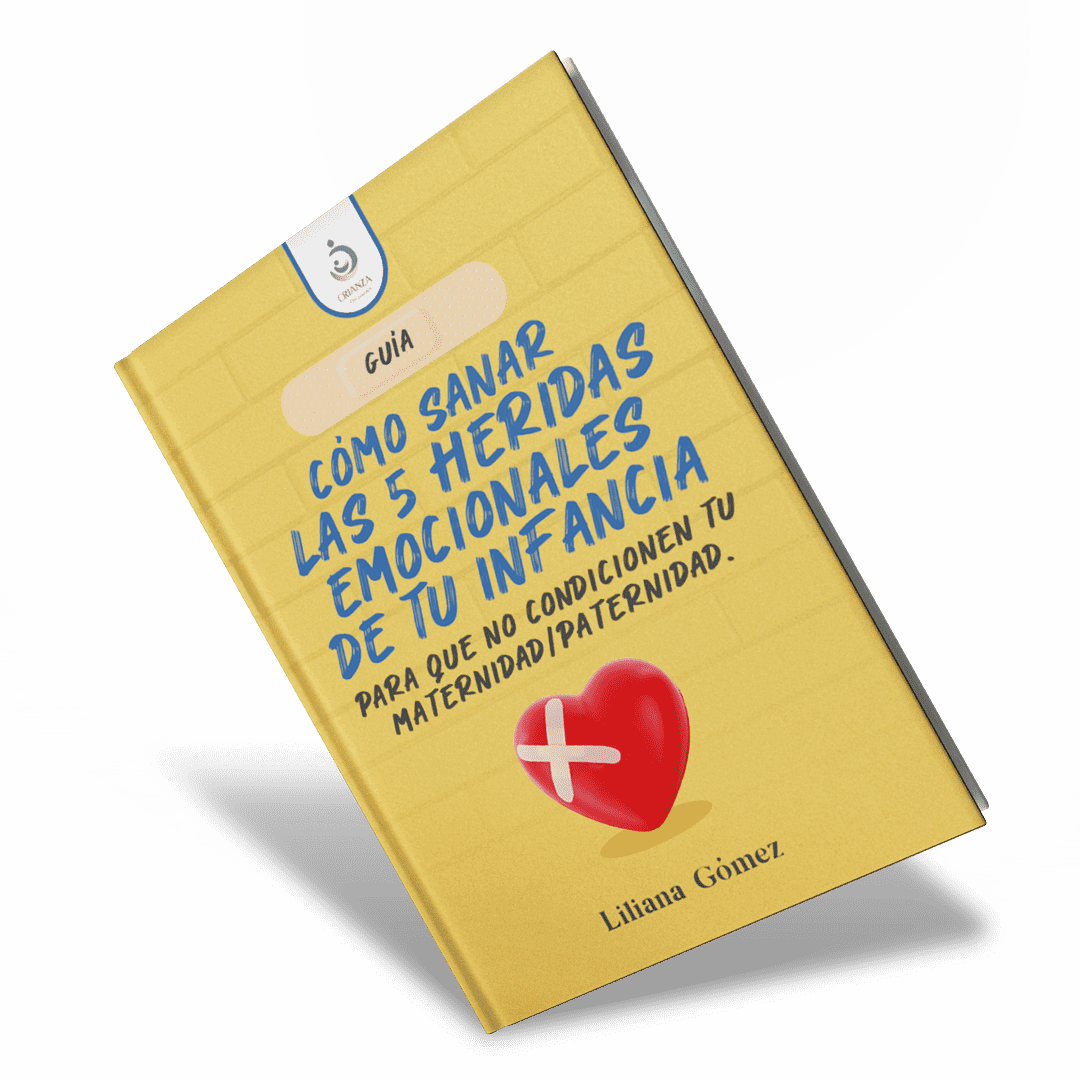 CRIANZA
GUÍA
CÓMO SANAR
LAS 5 HERIDAS
EMOCIONALES
DE TU INFANCIA
PARA QUE NO CONDICIONEN TU
MATERNIDAD/PATERNIDAD.
Liliana Gómez